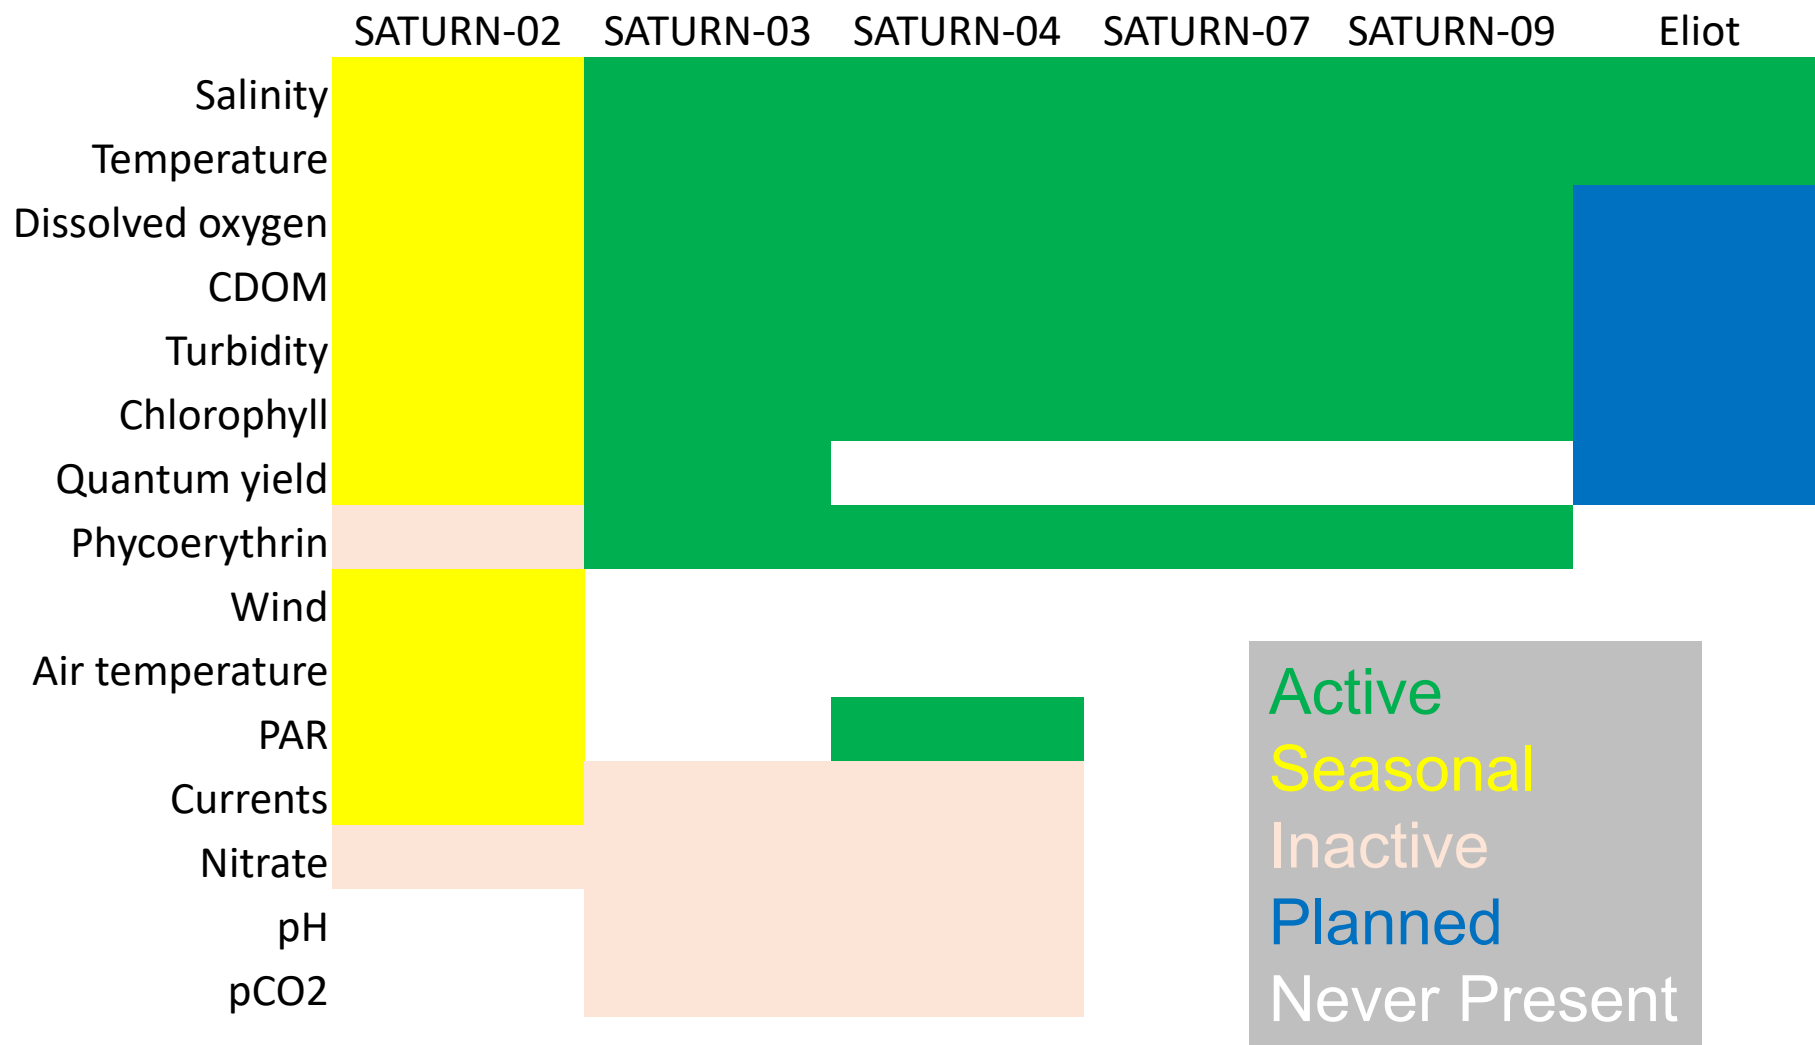 SATURN-02 SATURN-03 SATURN-04 SATURN-07 SATURN-09 Eliot
Salinity
Temperature
Dissolved oxygen
CDOM
Turbidity
Chlorophyll
Quantum yield
Phycoerythrin
Wind
Air temperature
PAR
Currents
Nitrate
pH
pCO2
Active
Seasonal
Inactive
Planned
Never Present